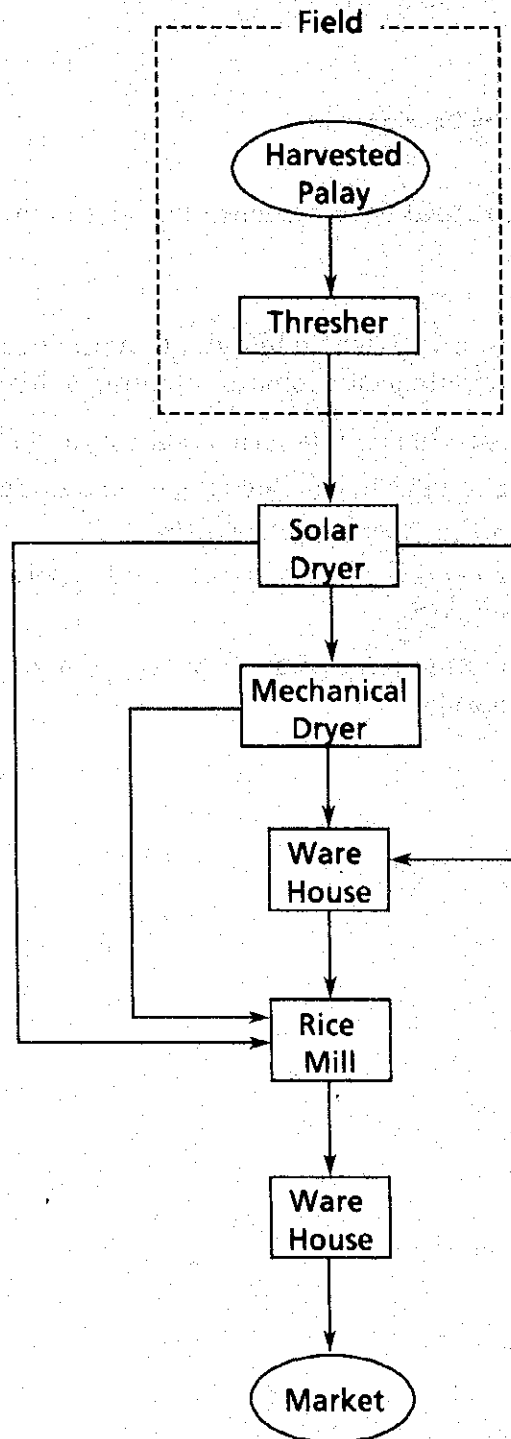 Field
Harvested
Palay
Thresher
Solar
Dryer
Mechanical
Dryer
Ware
House
Rice
Mill
Ware
House
Market